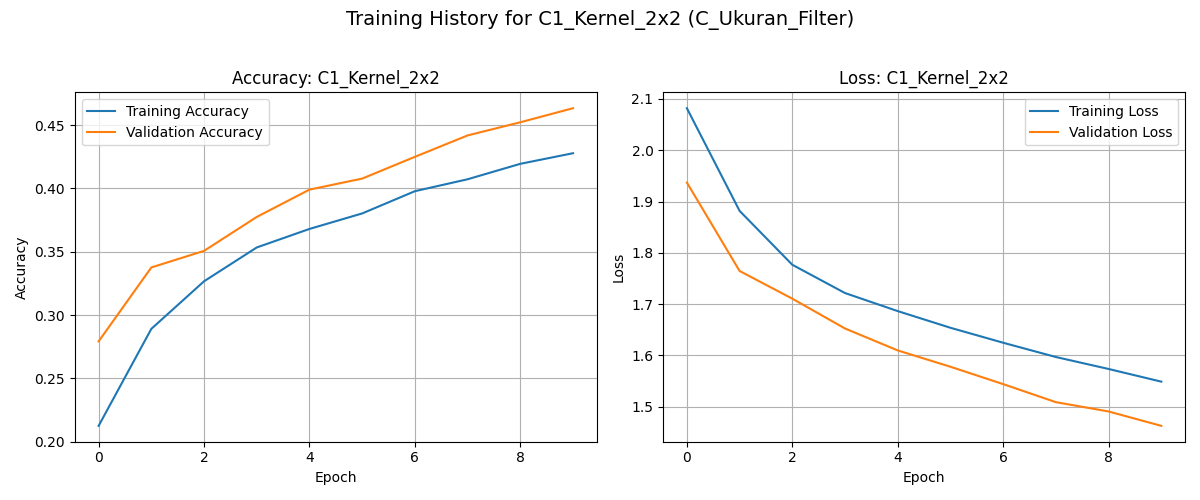 Training History for C1_Kernel_2x2 (C_Ukuran_Filter)
Accuracy: C1_Kernel_2x2
Training Accuracy
Validation Accuracy
0.45
0.40
0.35
0.30
0.25
0.20
Accuracy
0 2 4 6 8
Epoch
Loss: C1_Kernel_2x2
Training Loss
Validation Loss
2.1
2.0
1.9
1.8
1.7
1.6
1.5
Loss
0 2 4 6 8
Epoch